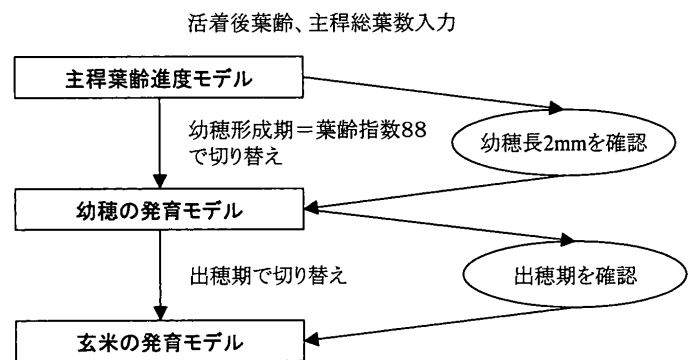 活着後葉齢、主稈総葉数入力
主稈葉齢進度モデル
幼穂形成期＝葉齢指数88
で切り替え
幼穂長2mmを確認
幼穂の発育モデル
出穂期で切り替え
出穂期を確認
玄米の発育モデル